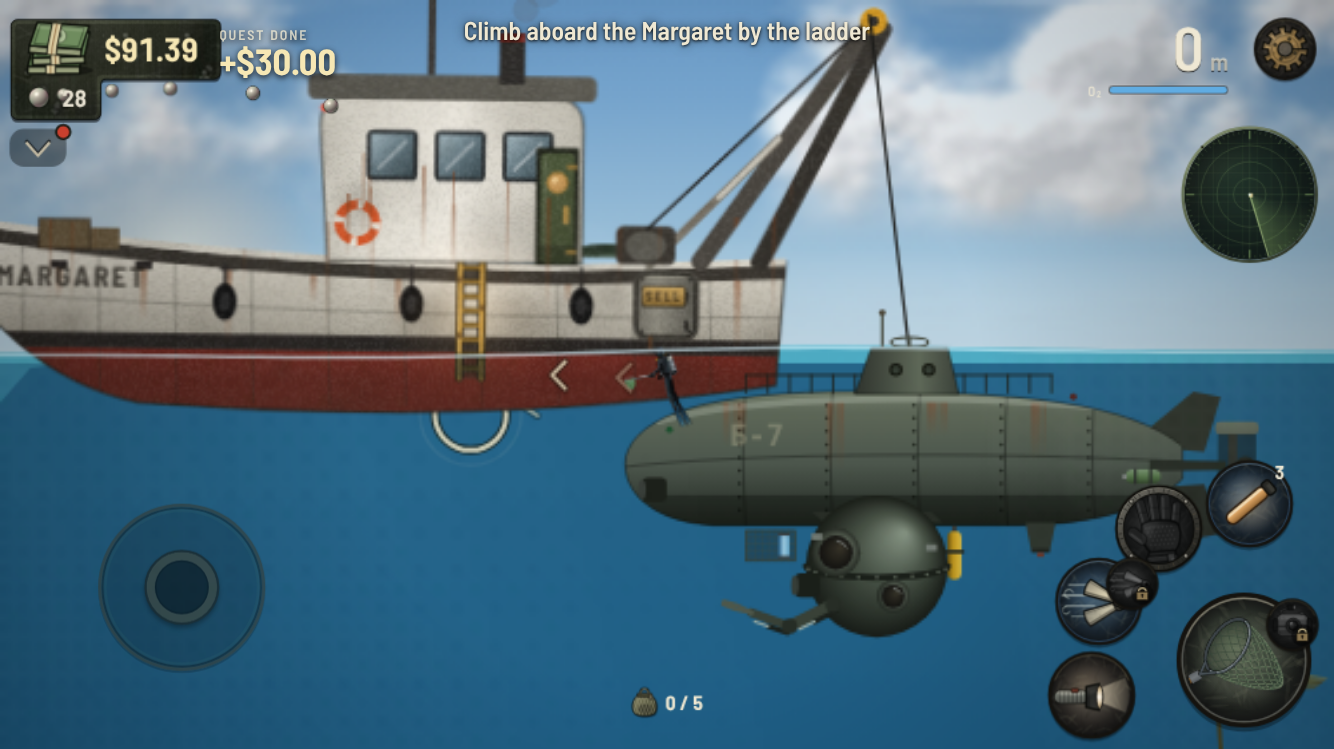 Climb aboard the Margaret by the ladder
QUEST DONE
$91.39
+$30.00
28
0 m
O₂
MARGARET
SELL
Б-7
3
0 / 5